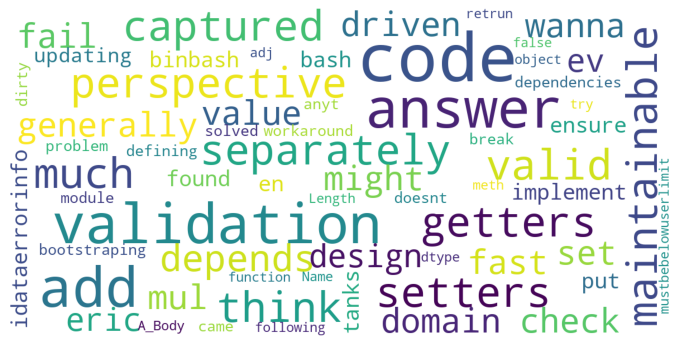 retrun
fail captured driven wanna
updating binbash adj bash false object ev
dirty perspective code dependencies
generally value anyt answer try
solved workaround ensure
problem defining separately break valid
idataerrorinfo much found en might implement maintainable
module Length doesnt meth
validation getters
bootstraping depends design dtype fast set put
add function Name setters
mul think tanks
eric A_Body came following domain check
mustbebelowuserlimit